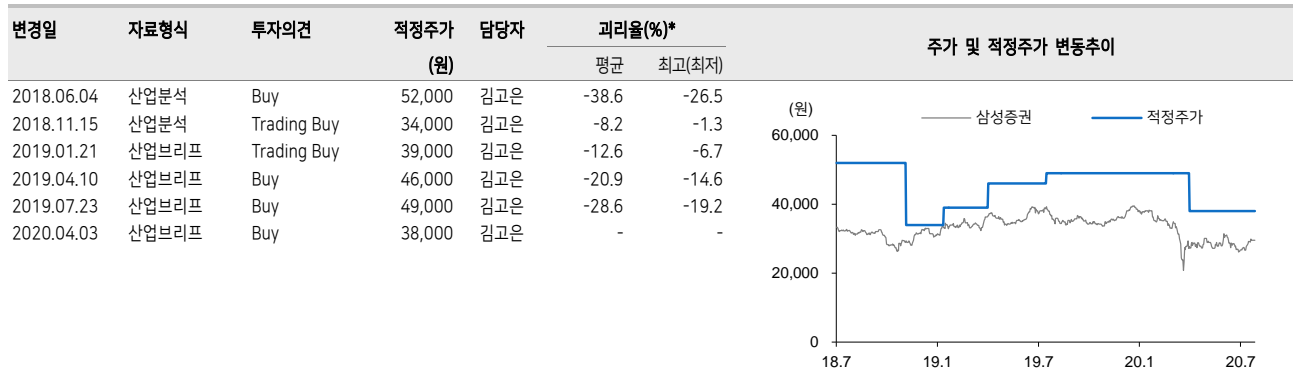 변경일 자료형식 투자의견 적정주가 담당자 괴리율(%)* 주가 및 적정주가 변동추이
(원) 평균 최고(최저)
2018.06.04 산업분석 Buy 52,000 김고은 -38.6 -26.5
2018.11.15 산업분석 Trading Buy 34,000 김고은 -8.2 -1.3
2019.01.21 산업브리프 Trading Buy 39,000 김고은 -12.6 -6.7
2019.04.10 산업브리프 Buy 46,000 김고은 -20.9 -14.6
2019.07.23 산업브리프 Buy 49,000 김고은 -28.6 -19.2
2020.04.03 산업브리프 Buy 38,000 김고은 - -
(원) 삼성증권 적정주가
60,000
40,000
20,000
0
18.7 19.1 19.7 20.1 20.7